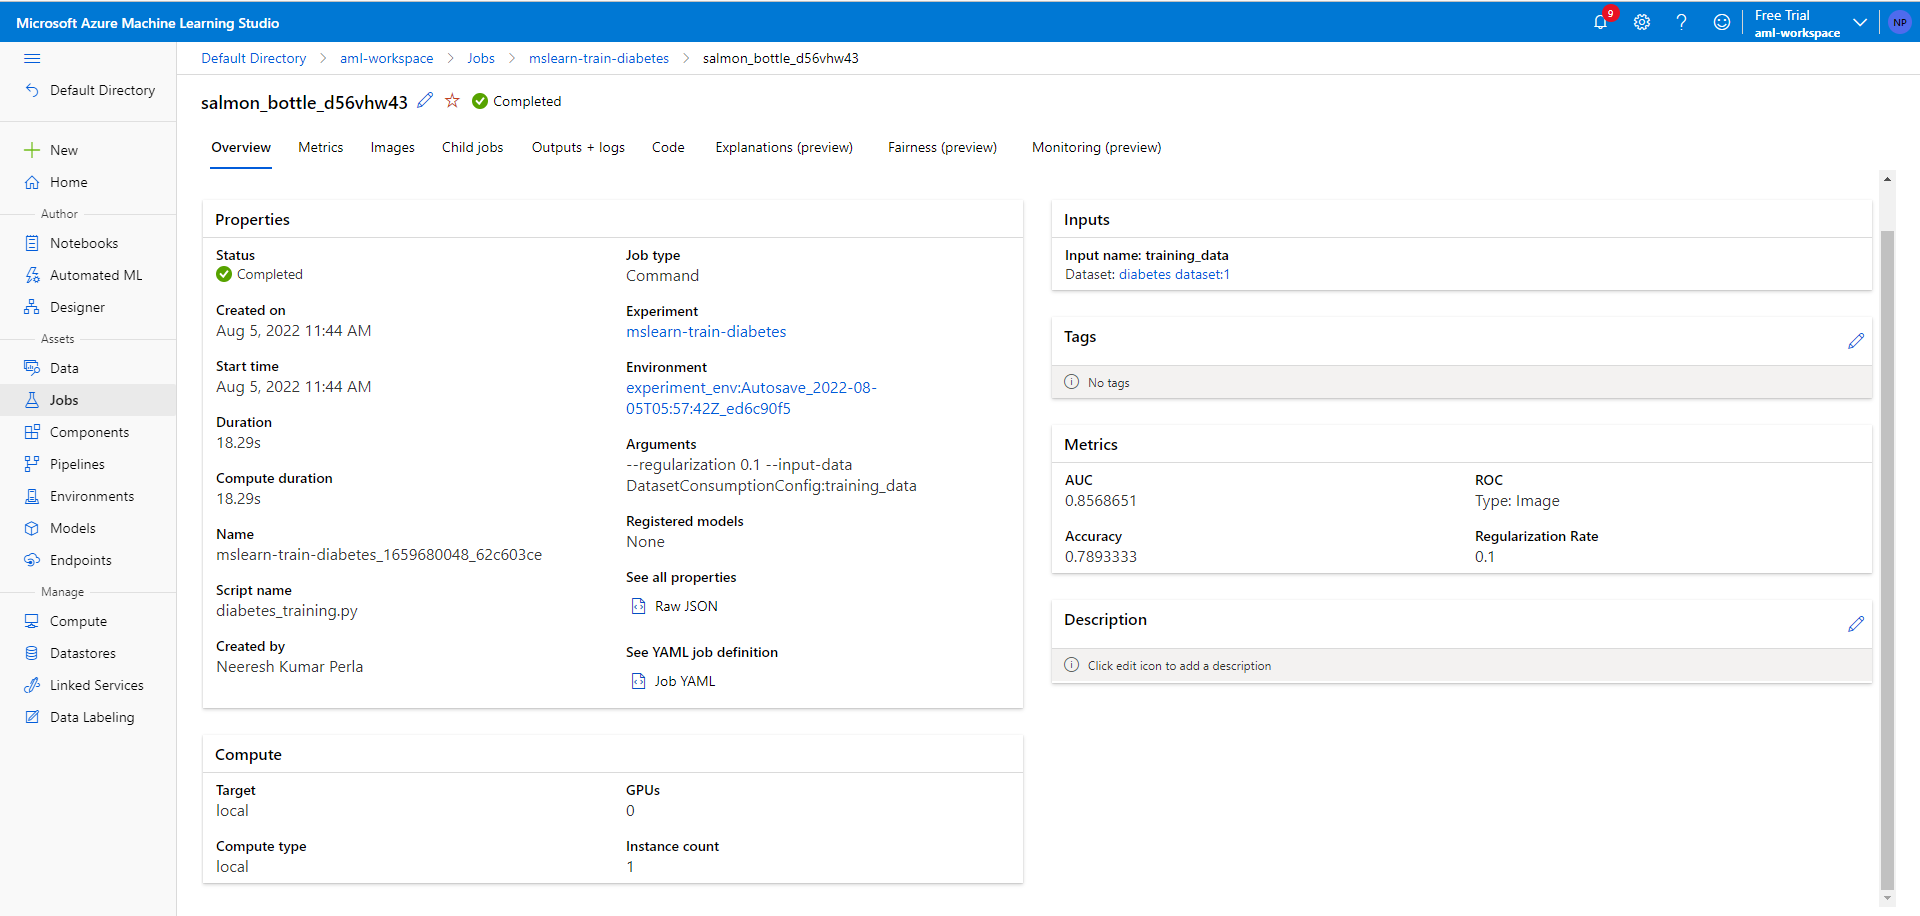 Microsoft Azure Machine Learning Studio
9
Free Trial
aml-workspace
NP
Default Directory
New
Home
Author
Notebooks
Automated ML
Designer
Assets
Data
Jobs
Components
Pipelines
Environments
Models
Endpoints
Manage
Compute
Datastores
Linked Services
Data Labeling
Default Directory > aml-workspace > Jobs > mslearn-train-diabetes > salmon_bottle_d56vhw43
salmon_bottle_d56vhw43 Completed
Overview Metrics Images Child jobs Outputs + logs Code Explanations (preview) Fairness (preview) Monitoring (preview)
Properties
Status
Completed
Created on
Aug 5, 2022 11:44 AM
Start time
Aug 5, 2022 11:44 AM
Duration
18.29s
Compute duration
18.29s
Name
mslearn-train-diabetes_1659680048_62c603ce
Script name
diabetes_training.py
Created by
Neeresh Kumar Perla
Job type
Command
Experiment
mslearn-train-diabetes
Environment
experiment_env:Autosave_2022-08-
05T05:57:42Z_ed6c90f5
Arguments
--regularization 0.1 --input-data
DatasetConsumptionConfig:training_data
Registered models
None
See all properties
Raw JSON
See YAML job definition
Job YAML
Compute
Target
local
Compute type
local
GPUs
0
Instance count
1
Inputs
Input name: training_data
Dataset: diabetes dataset:1
Tags
No tags
Metrics
AUC
0.8568651
Accuracy
0.7893333
ROC
Type: Image
Regularization Rate
0.1
Description
Click edit icon to add a description